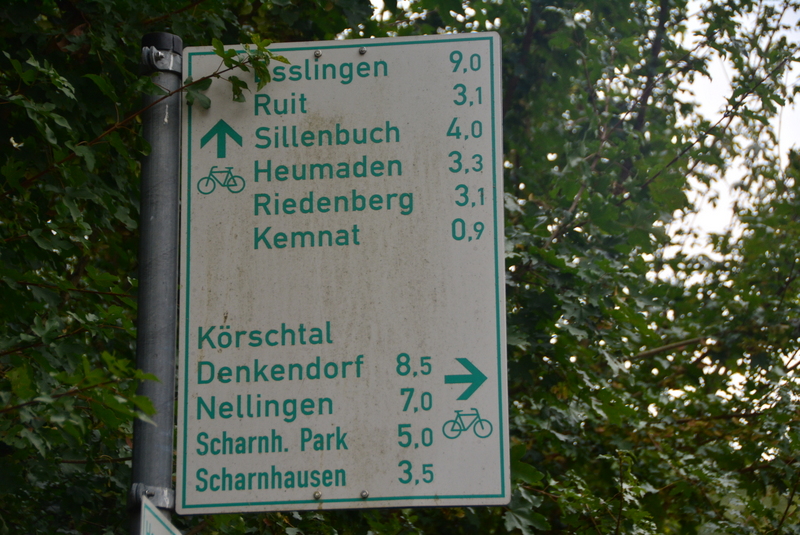 sslingen 9,0
Ruit 3,1
Sillenbuch 4,0
Heumaden 3,3
Riedenberg 3,1
Kemnat 0,9
Körschtal
Denkendorf 8,5
Nellingen 7,0
Scharnh. Park 5,0
Scharnhausen 3,5